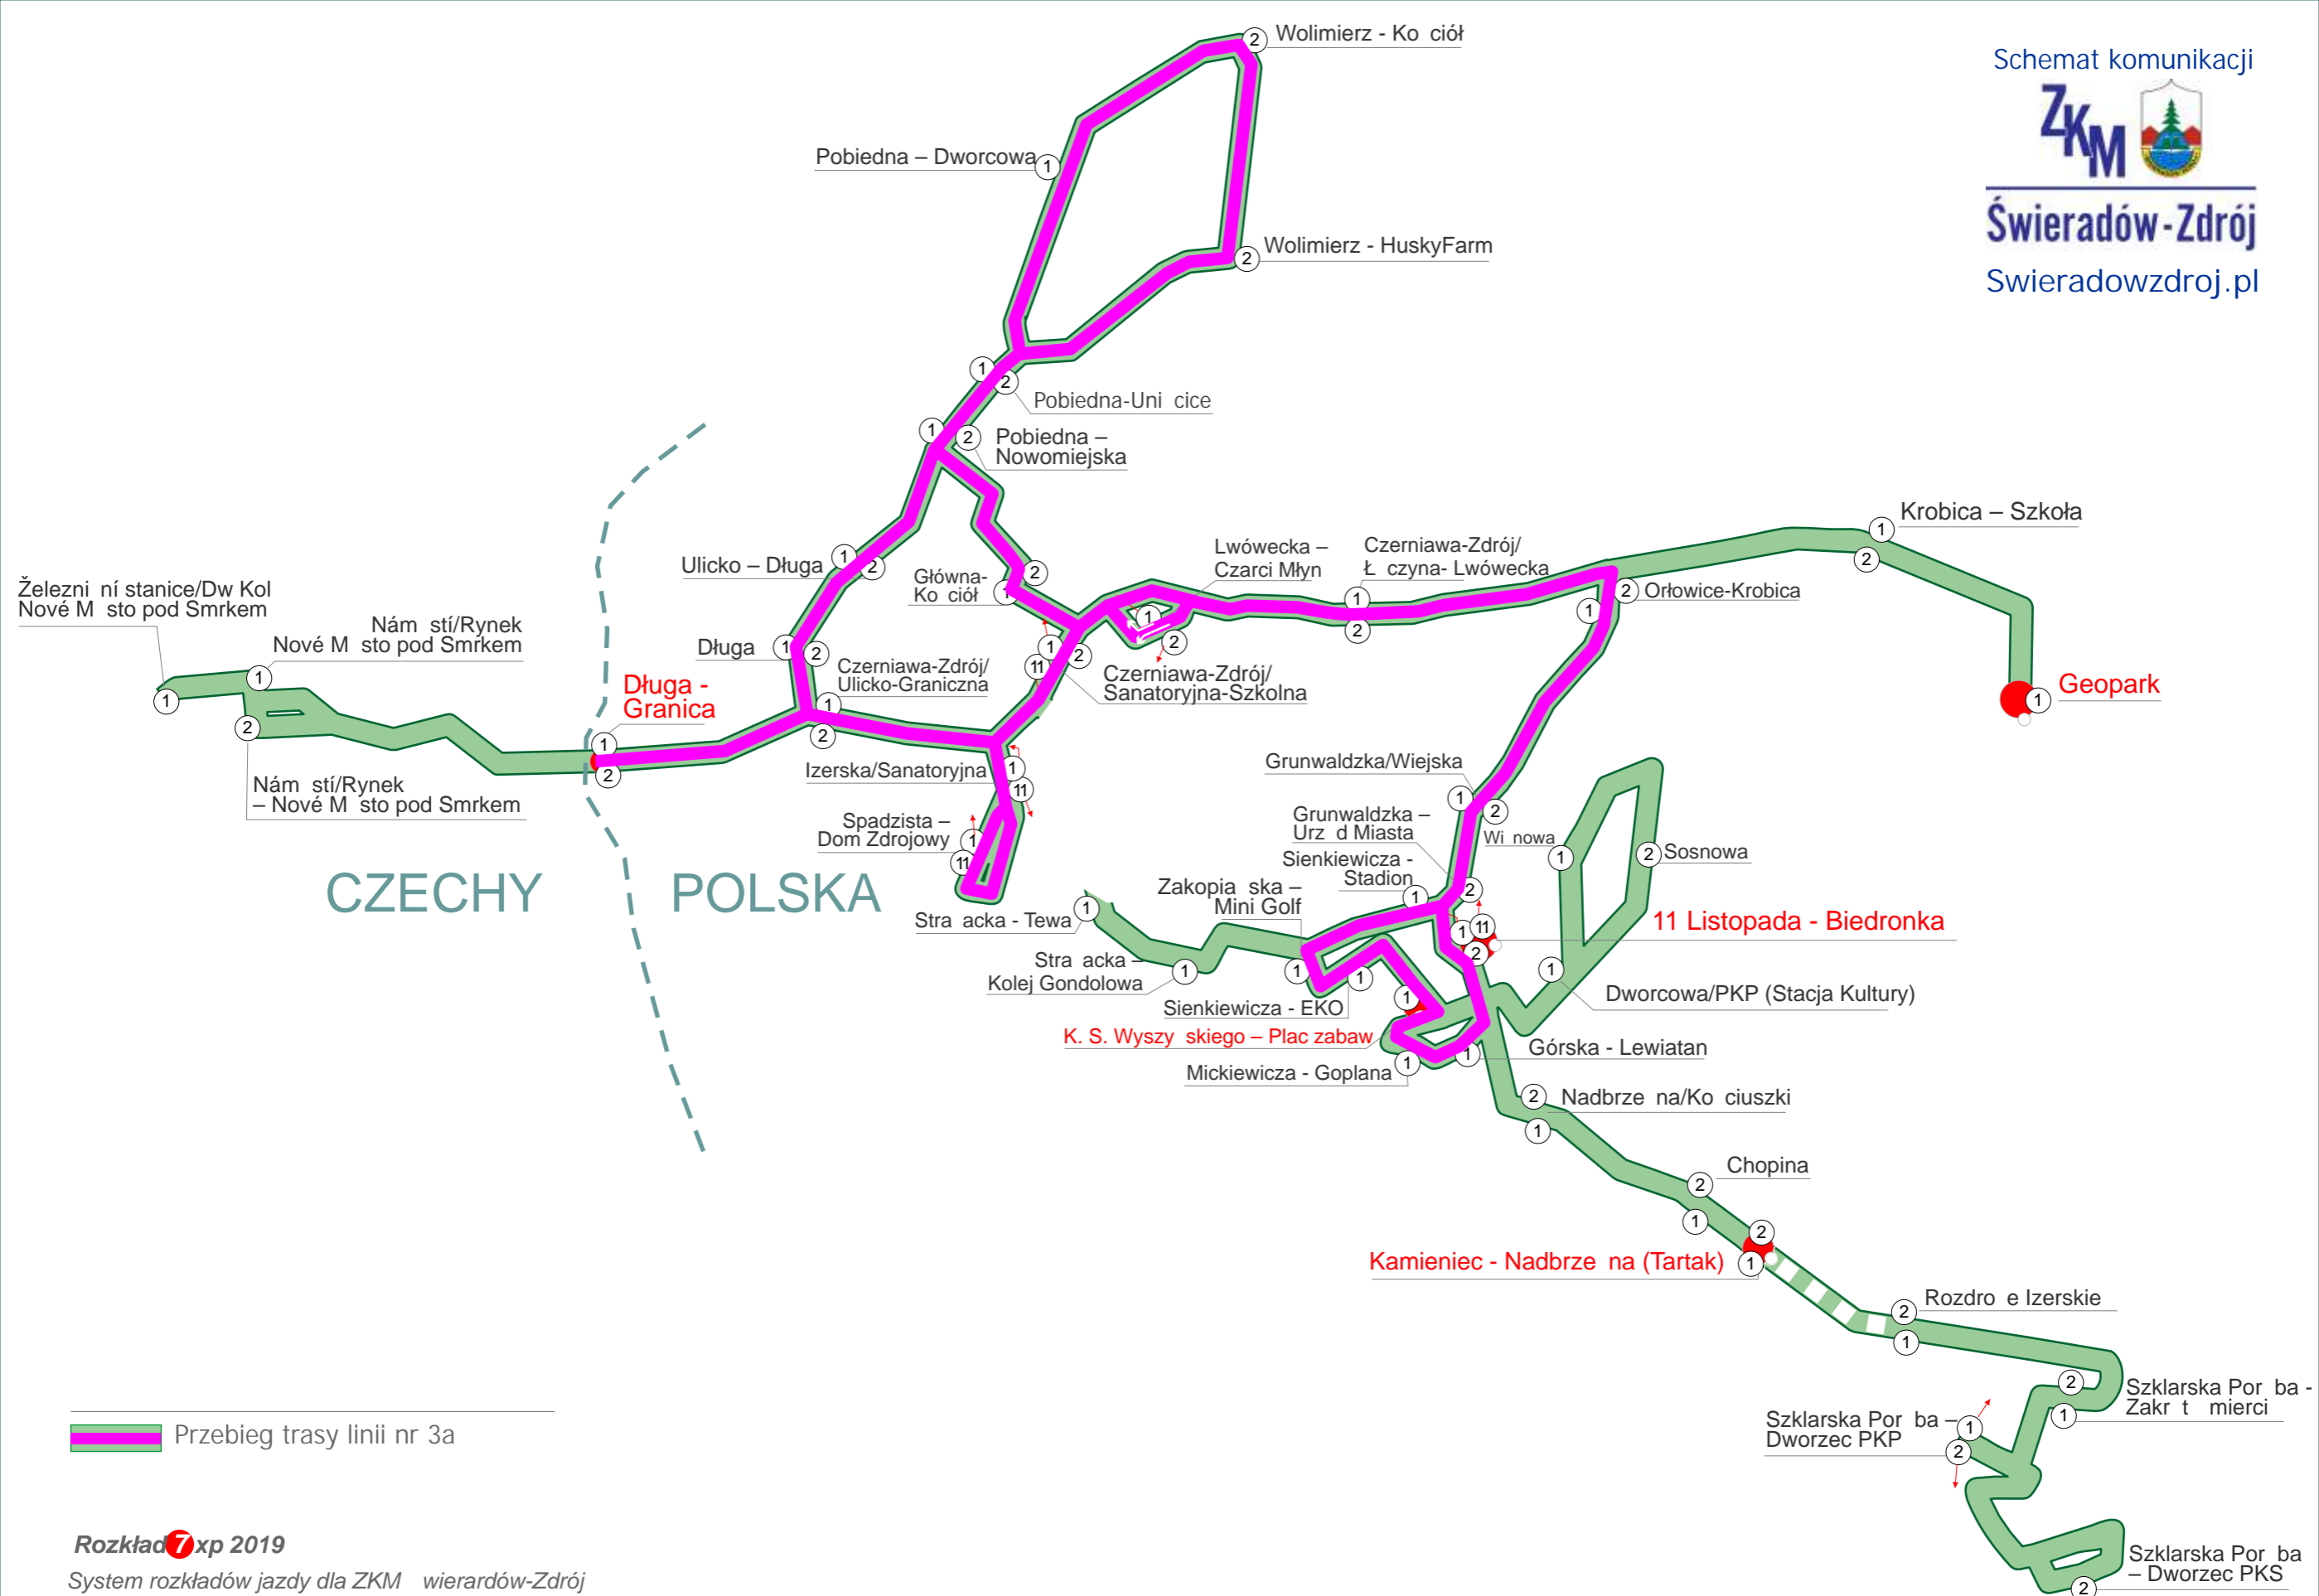 Wolimierz - Ko ciół
Schemat komunikacji
ZKM
Świeradów-Zdrój
Swieradowzdroj.pl
Pobiedna – Dworcowa
Wolimierz - HuskyFarm
Pobiedna-Uni cice
Pobiedna –
Nowomiejska
Krobica – Szkoła
Ulicko – Długa
Główna-
Ko ciół
Lwówecka –
Czarci Młyn
Czerniawa-Zdrój/
Ł czyna- Lwówecka
Orłowice-Krobica
Železni ní stanice/Dw Kol
Nové M sto pod Smrkem
Nám stí/Rynek
Nové M sto pod Smrkem
Długa
Czerniawa-Zdrój/
Ulicko-Graniczna
Czerniawa-Zdrój/
Sanatoryjna-Szkolna
Długa -
Granica
Geopark
Izerska/Sanatoryjna
Grunwaldzka/Wiejska
Nám stí/Rynek
– Nové M sto pod Smrkem
Spadzista –
Dom Zdrojowy
Grunwaldzka –
Urz d Miasta
Wi nowa
Sosnowa
Sienkiewicza -
Stadion
Zakopia ska –
Mini Golf
CZECHY
POLSKA
Stra acka - Tewa
11 Listopada - Biedronka
Stra acka –
Kolej Gondolowa
Sienkiewicza - EKO
Dworcowa/PKP (Stacja Kultury)
K. S. Wyszy skiego – Plac zabaw
Górska - Lewiatan
Mickiewicza - Goplana
Nadbrze na/Ko ciuszki
Chopina
Kamieniec - Nadbrze na (Tartak)
Rozdro e Izerskie
Szklarska Por ba -
Zakr t mierci
Szklarska Por ba –
Dworzec PKP
Szklarska Por ba
– Dworzec PKS
Przebieg trasy linii nr 3a
Rozkład 7 xp 2019
System rozkładów jazdy dla ZKM wierardów-Zdrój